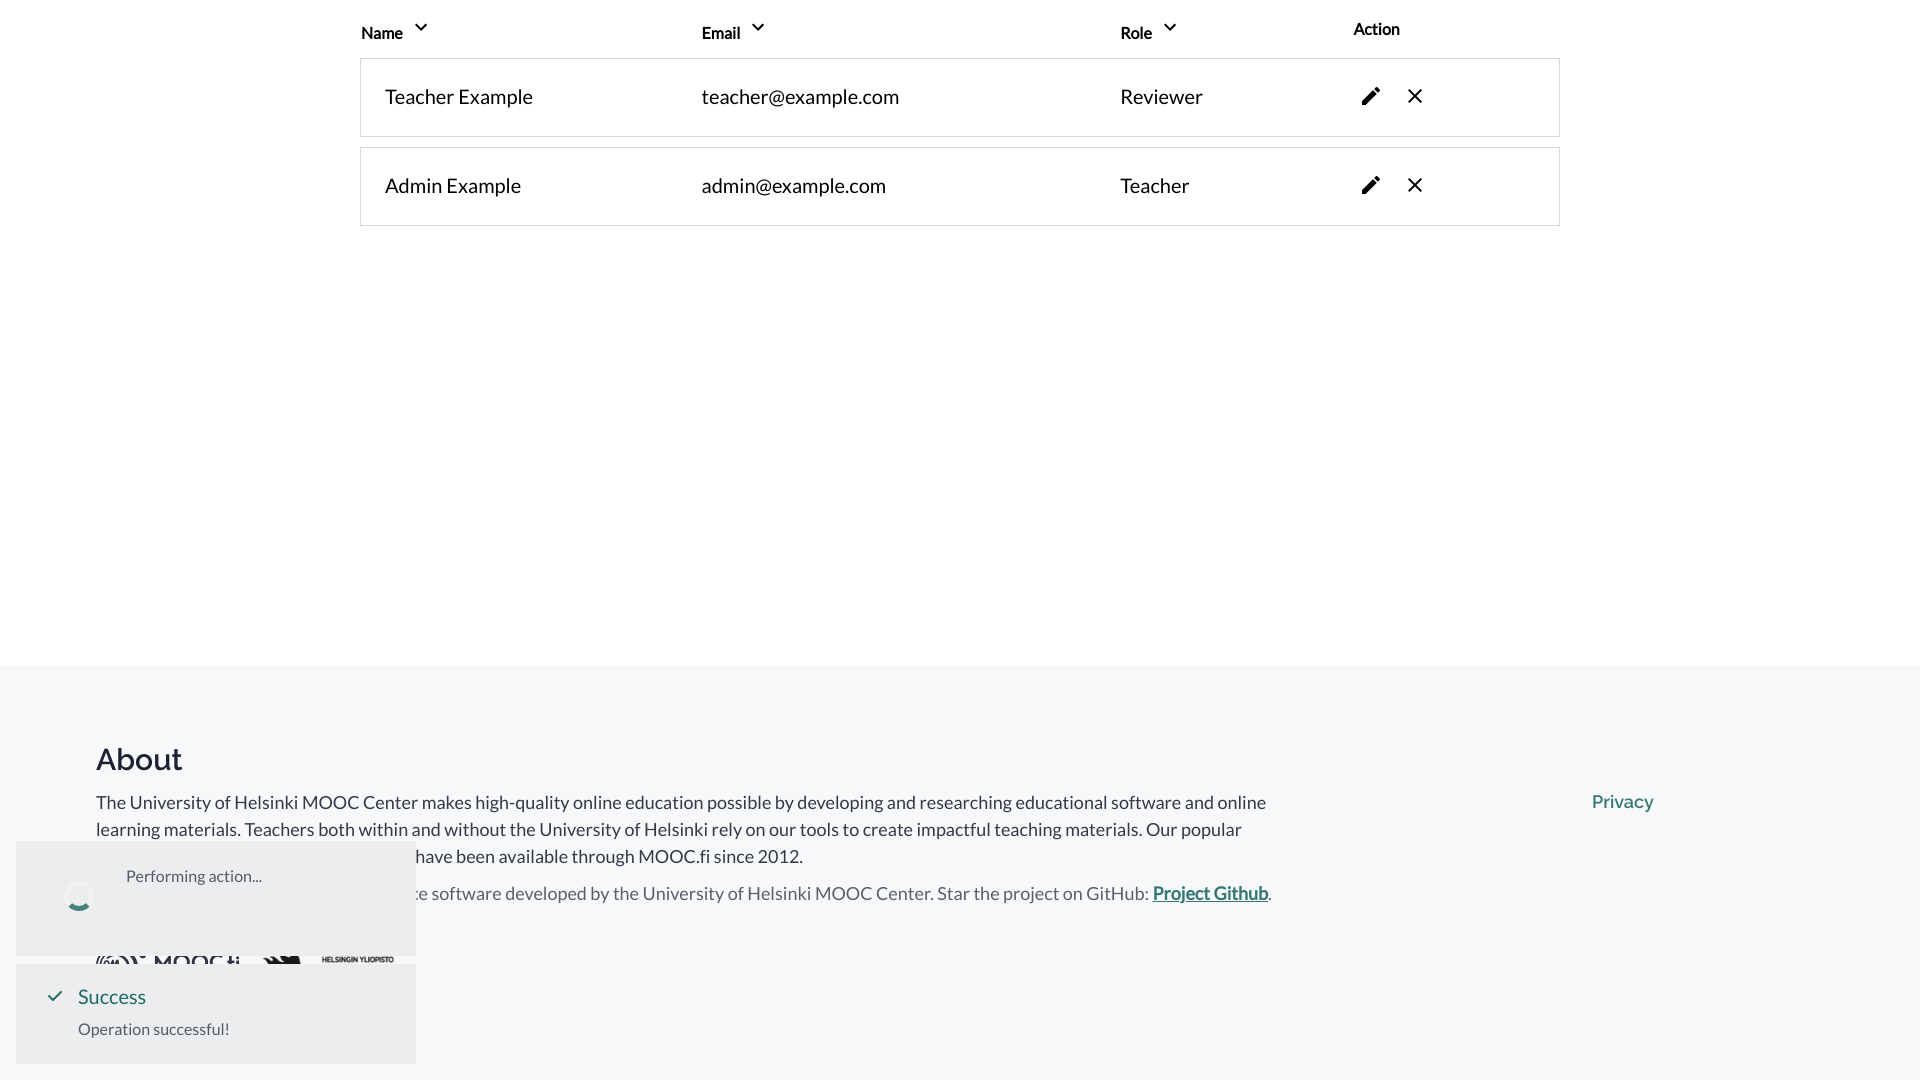 Name
Email
Role
Action
Teacher Example
teacher@example.com
Reviewer
Admin Example
admin@example.com
Teacher
About
The University of Helsinki MOOC Center makes high-quality online education possible by developing and researching educational software and online
learning materials. Teachers both within and without the University of Helsinki rely on our tools to create impactful teaching materials. Our popular
have been available through MOOC.fi since 2012.
software developed by the University of Helsinki MOOC Center. Star the project on GitHub: Project Github.
Privacy
Performing action...
MOOC.fi
HELSINGIN YLIOPISTO
Success
Operation successful!